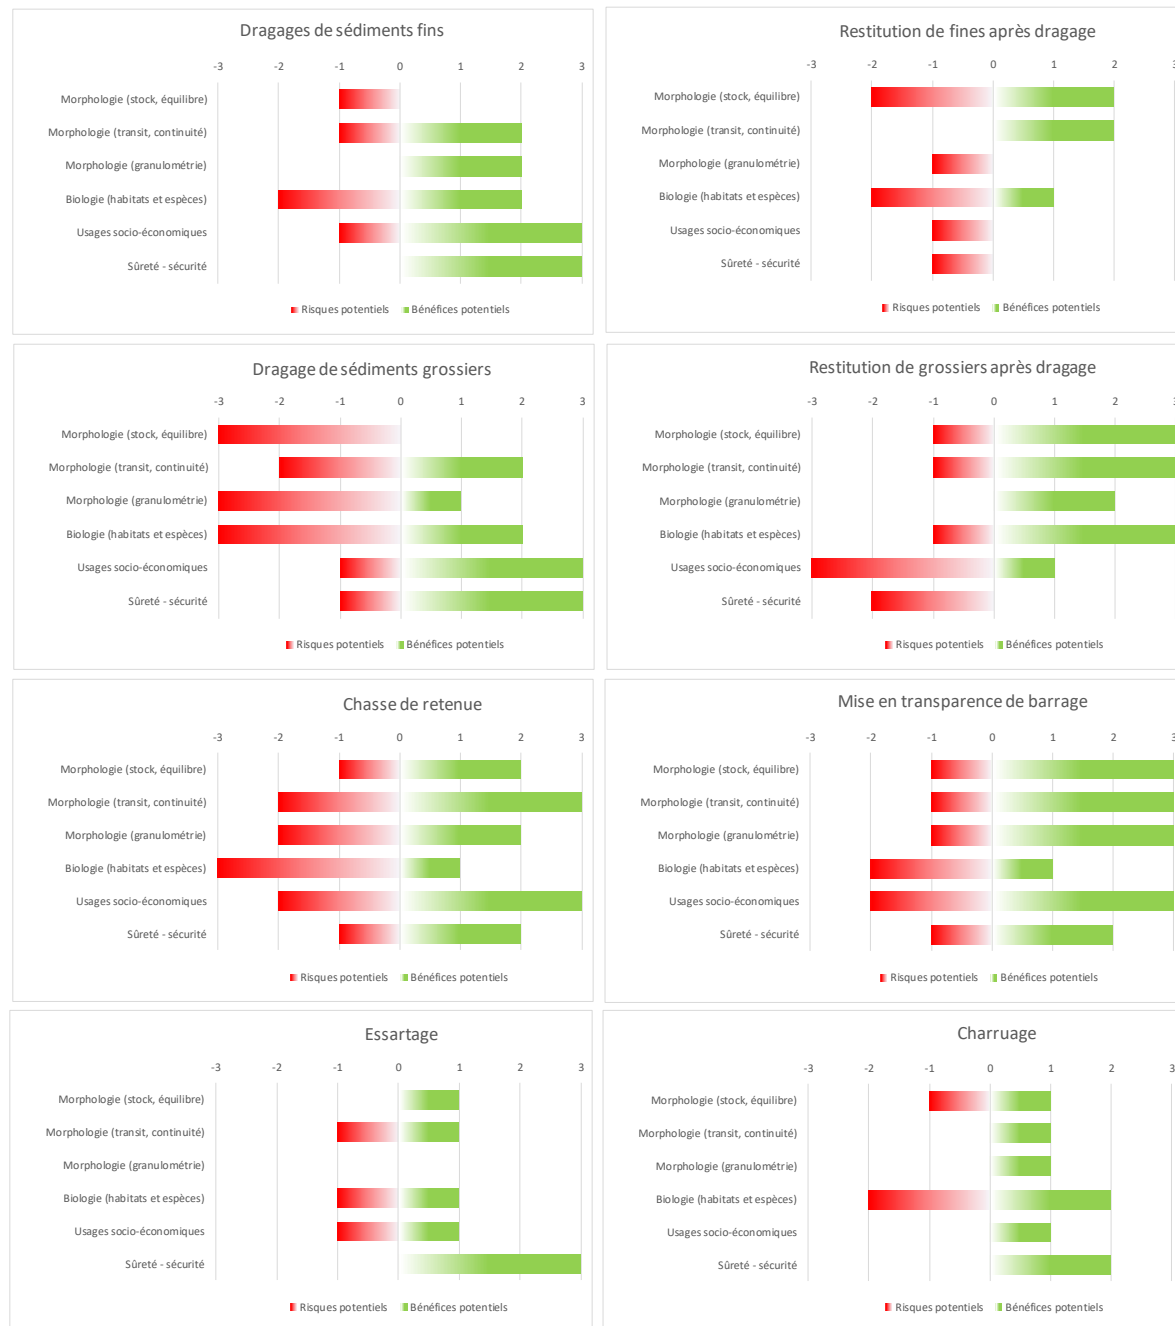 Dragages de sédiments fins
-3 -2 -1 0 1 2 3
Morphologie (stock, équilibre)
Morphologie (transit, continuité)
Morphologie (granulométrie)
Biologie (habitats et espèces)
Usages socio-économiques
Sûreté - sécurité
Risques potentiels Bénéfices potentiels
Restitution de fines après dragage
-3 -2 -1 0 1 2 3
Morphologie (stock, équilibre)
Morphologie (transit, continuité)
Morphologie (granulométrie)
Biologie (habitats et espèces)
Usages socio-économiques
Sûreté - sécurité
Risques potentiels Bénéfices potentiels
Dragage de sédiments grossiers
-3 -2 -1 0 1 2 3
Morphologie (stock, équilibre)
Morphologie (transit, continuité)
Morphologie (granulométrie)
Biologie (habitats et espèces)
Usages socio-économiques
Sûreté - sécurité
Risques potentiels Bénéfices potentiels
Restitution de grossiers après dragage
-3 -2 -1 0 1 2 3
Morphologie (stock, équilibre)
Morphologie (transit, continuité)
Morphologie (granulométrie)
Biologie (habitats et espèces)
Usages socio-économiques
Sûreté - sécurité
Risques potentiels Bénéfices potentiels
Chasse de retenue
-3 -2 -1 0 1 2 3
Morphologie (stock, équilibre)
Morphologie (transit, continuité)
Morphologie (granulométrie)
Biologie (habitats et espèces)
Usages socio-économiques
Sûreté - sécurité
Risques potentiels Bénéfices potentiels
Mise en transparence de barrage
-3 -2 -1 0 1 2 3
Morphologie (stock, équilibre)
Morphologie (transit, continuité)
Morphologie (granulométrie)
Biologie (habitats et espèces)
Usages socio-économiques
Sûreté - sécurité
Risques potentiels Bénéfices potentiels
Essartage
-3 -2 -1 0 1 2 3
Morphologie (stock, équilibre)
Morphologie (transit, continuité)
Morphologie (granulométrie)
Biologie (habitats et espèces)
Usages socio-économiques
Sûreté - sécurité
Risques potentiels Bénéfices potentiels
Charruage
-3 -2 -1 0 1 2 3
Morphologie (stock, équilibre)
Morphologie (transit, continuité)
Morphologie (granulométrie)
Biologie (habitats et espèces)
Usages socio-économiques
Sûreté - sécurité
Risques potentiels Bénéfices potentiels